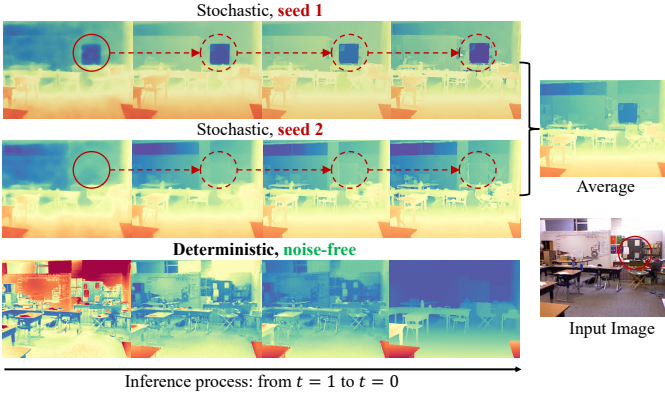 Stochastic, seed 1
Stochastic, seed 2
Average
Deterministic, noise-free
Input Image
Inference process: from t = 1 to t = 0